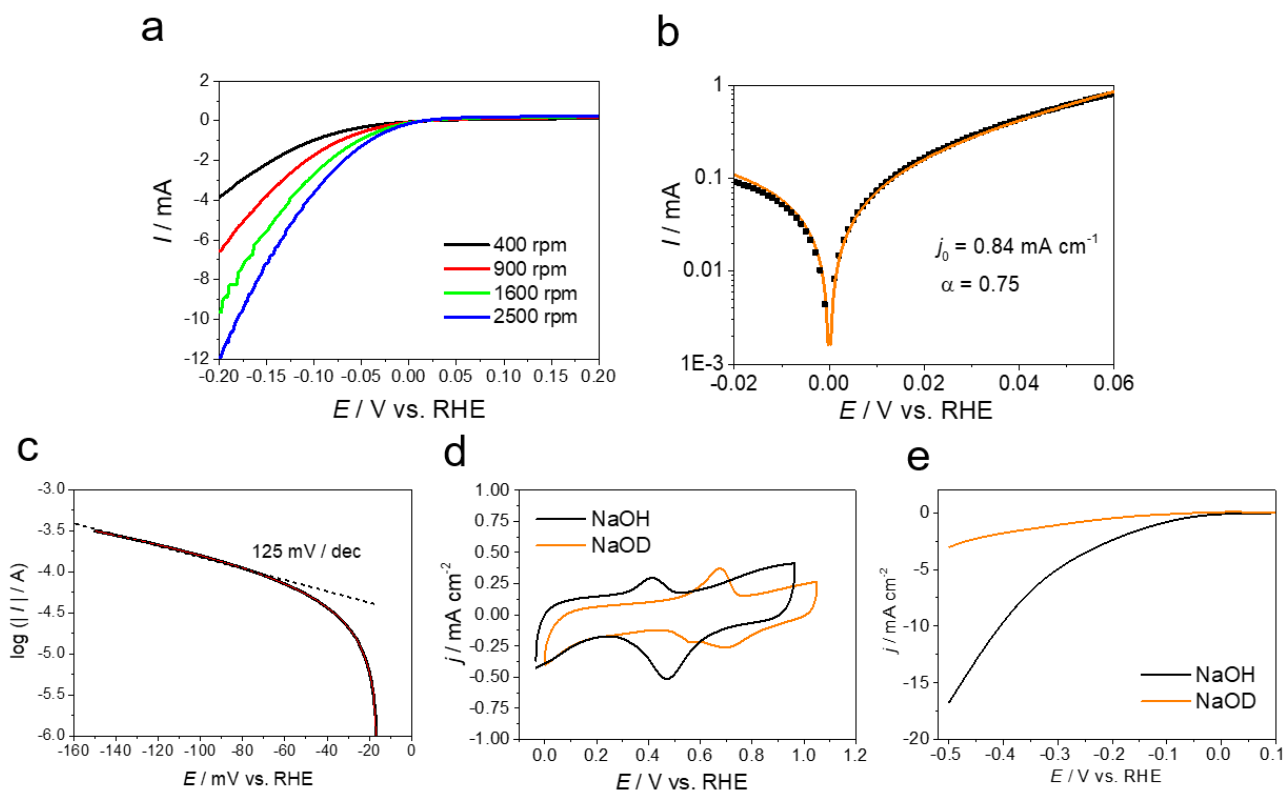 a
2
0
-2
-4
-6
-8
-10
-12
I / mA
400 rpm
900 rpm
1600 rpm
2500 rpm
-0.20 -0.15 -0.10 -0.05 0.00 0.05 0.10 0.15 0.20
E / V vs. RHE
b
1
0.1
0.01
1E-3
I / mA
j₀ = 0.84 mA cm⁻¹
α = 0.75
-0.02 0.00 0.02 0.04 0.06
E / V vs. RHE
c
-3.0
-3.5
-4.0
-4.5
-5.0
-5.5
-6.0
log (| I | / A)
125 mV / dec
-160 -140 -120 -100 -80 -60 -40 -20 0
E / mV vs. RHE
d
1.00
0.75
0.50
0.25
0.00
-0.25
-0.50
-0.75
-1.00
j / mA cm⁻²
NaOH
NaOD
0.0 0.2 0.4 0.6 0.8 1.0 1.2
E / V vs. RHE
e
0
-5
-10
-15
-20
j / mA cm⁻²
NaOH
NaOD
-0.5 -0.4 -0.3 -0.2 -0.1 0.0 0.1
E / V vs. RHE